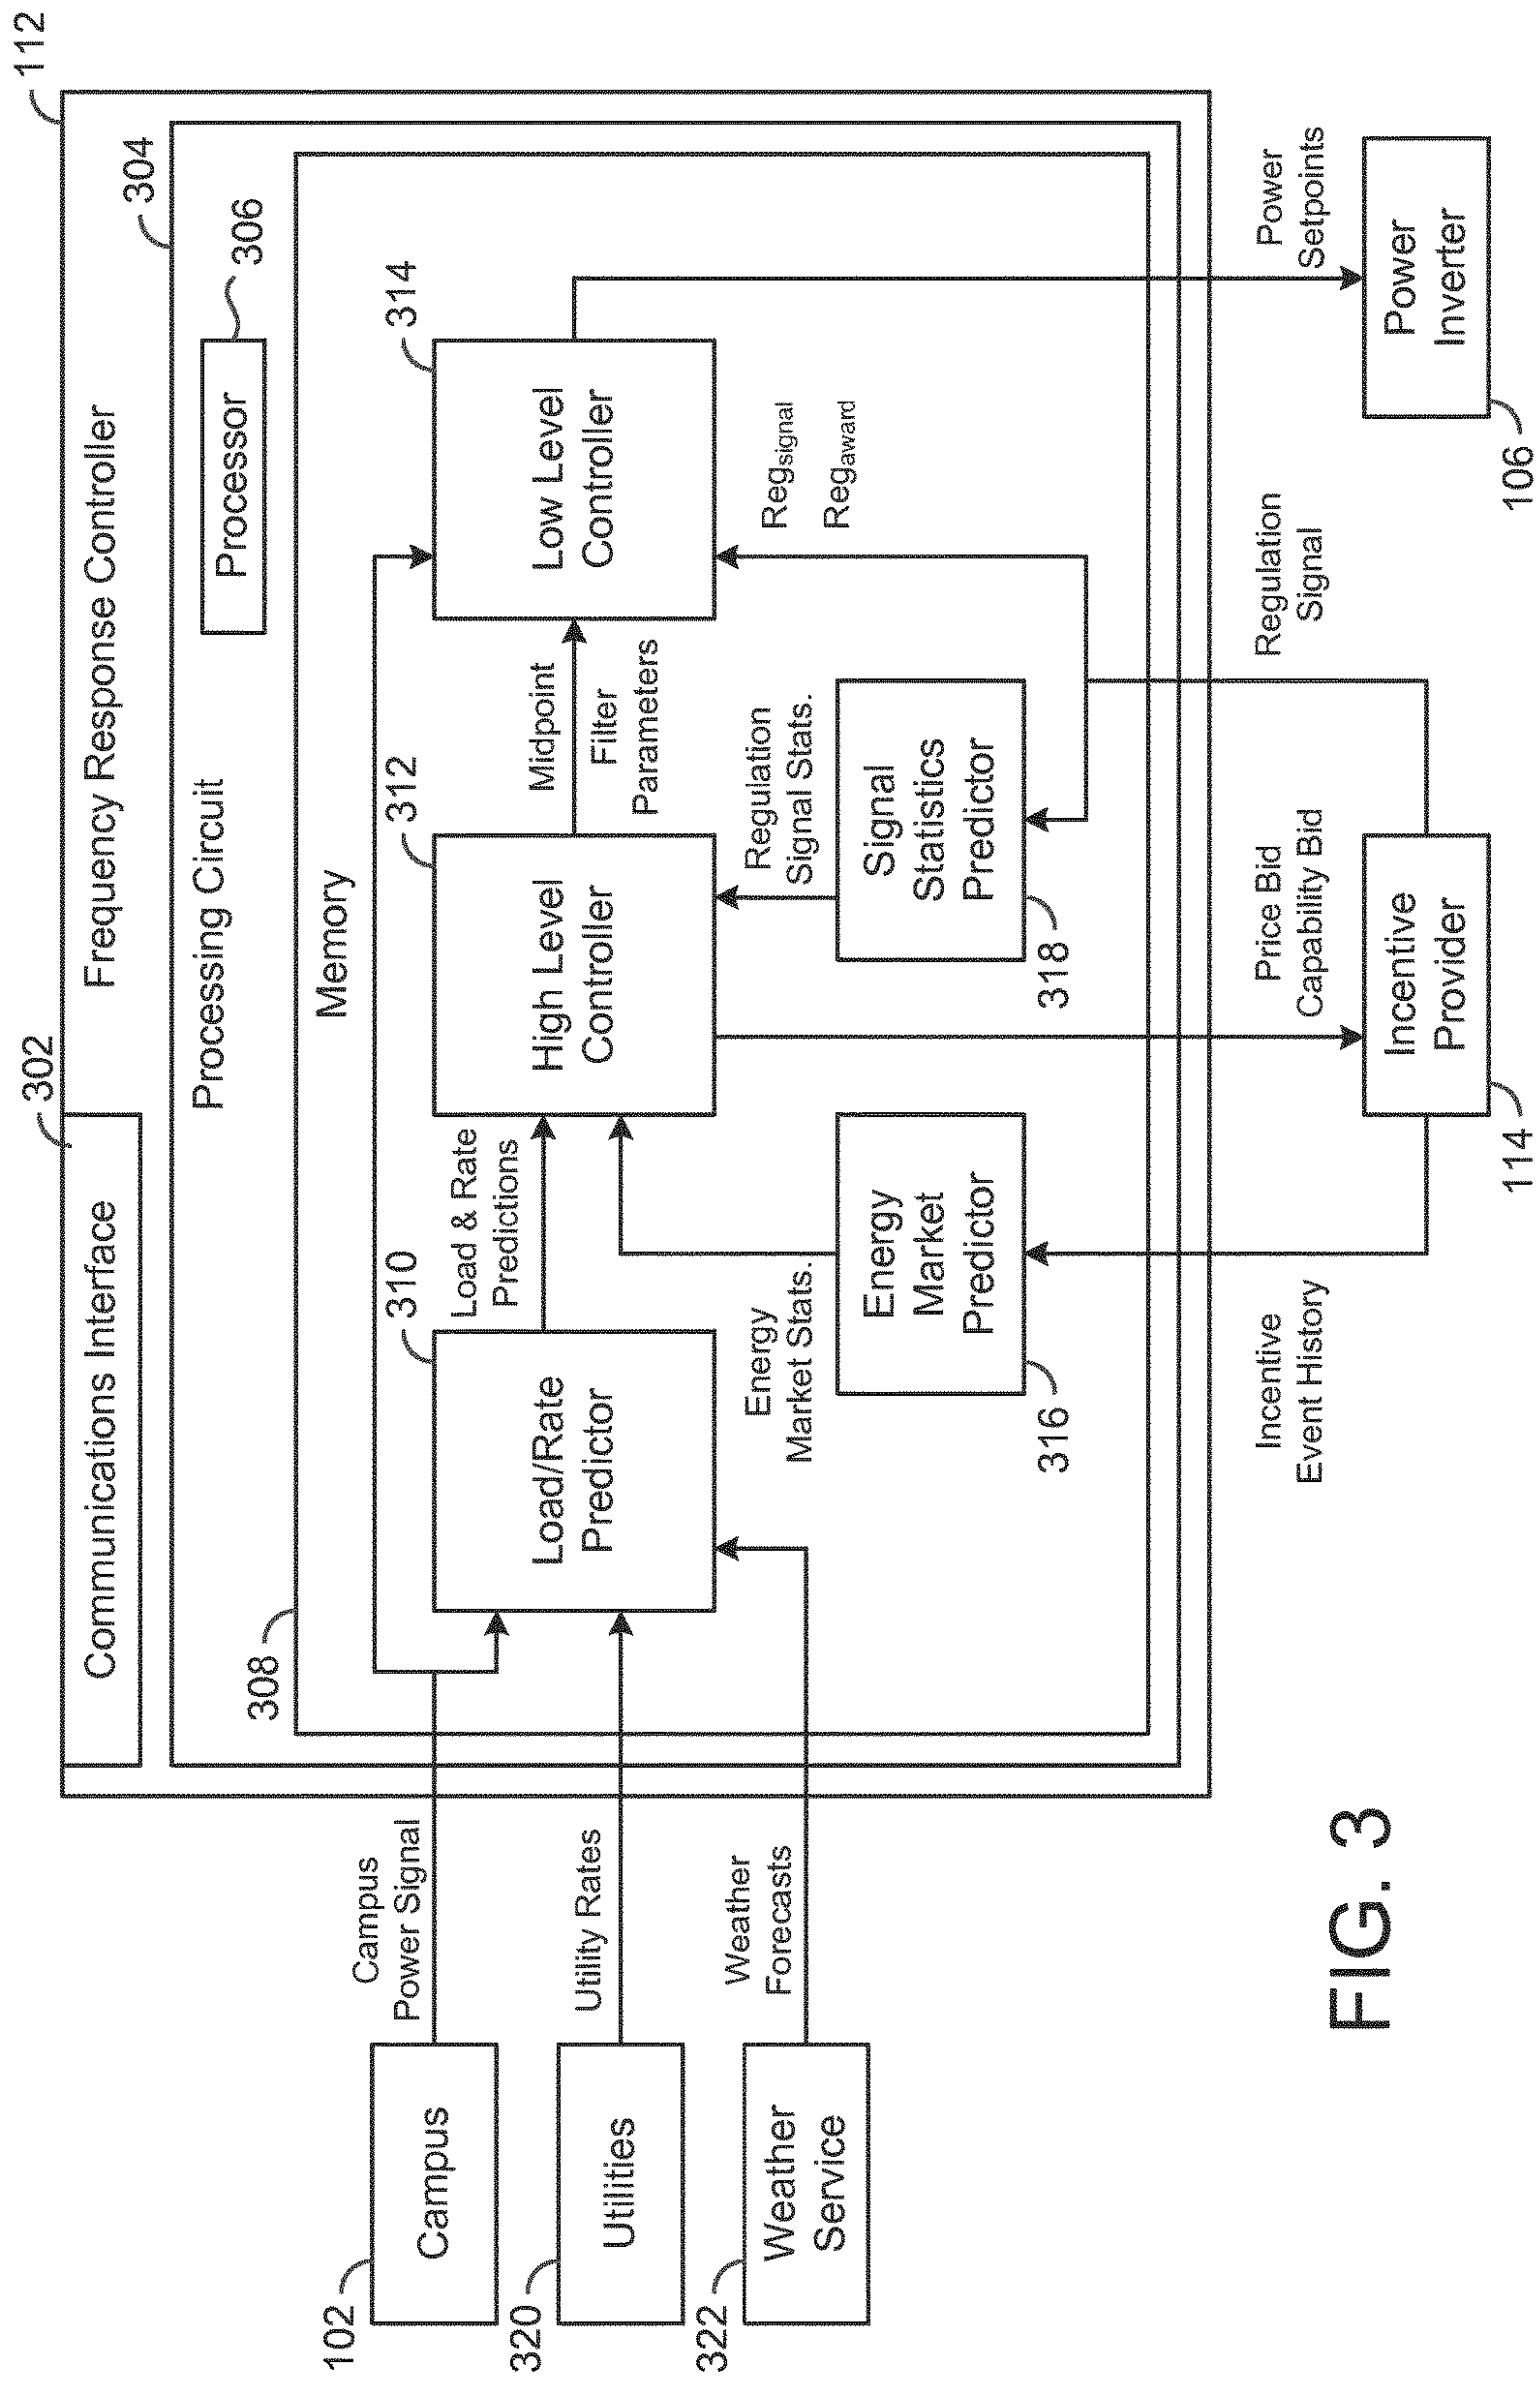 112
302
Communications Interface
Frequency Response Controller
304
Processing Circuit
306
Processor
308
Memory
102
Campus
Campus
Power Signal
310
Load/Rate
Predictor
Load & Rate
Predictions
312
High Level
Controller
Midpoint
Filter
Parameters
314
Low Level
Controller
320
Utilities
Utility Rates
322
Weather
Service
Weather
Forecasts
Energy
Market Stats.
316
Energy
Market
Predictor
Regulation
Signal Stats.
318
Signal
Statistics
Predictor
Regsignal
Regaward
Incentive
Event History
Price Bid
Capability Bid
Regulation
Signal
Power
Setpoints
114
Incentive
Provider
106
Power
Inverter
FIG. 3